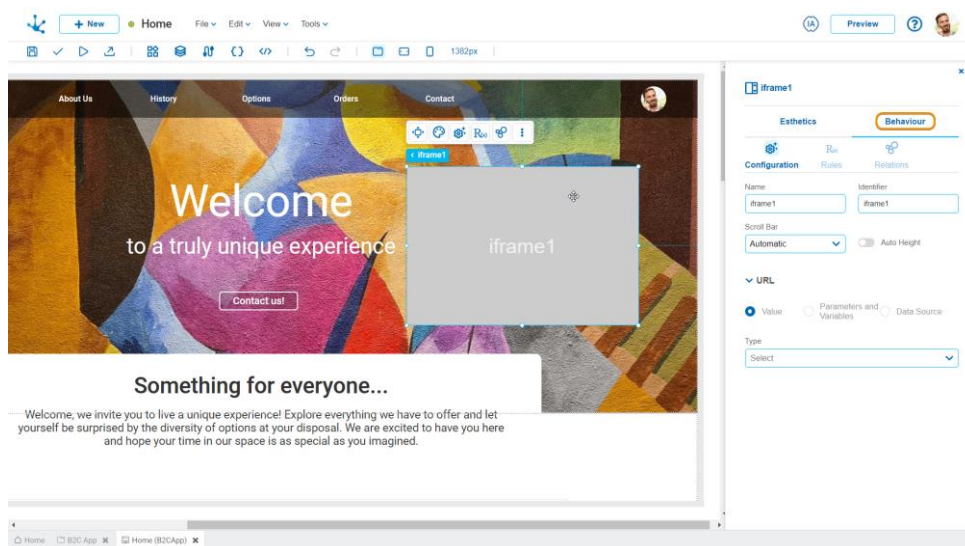 + New
Home
File
Edit
View
Tools
IA
Preview
?
1382px
About Us
History
Options
Orders
Contact
iframe1
Welcome
to a truly unique experience
Contact us!
iframe1
Something for everyone...
Welcome, we invite you to live a unique experience! Explore everything we have to offer and let
yourself be surprised by the diversity of options at your disposal. We are excited to have you here
and hope your time in our space is as special as you imagined.
iframe1
Esthetics
Behaviour
Configuration
Rules
Relations
Name
Identifier
iframe1
iframe1
Scroll Bar
Automatic
Auto Height
URL
Value
Parameters and
Variables
Data Source
Type
Select
Home
B2C App
Home (B2CApp)